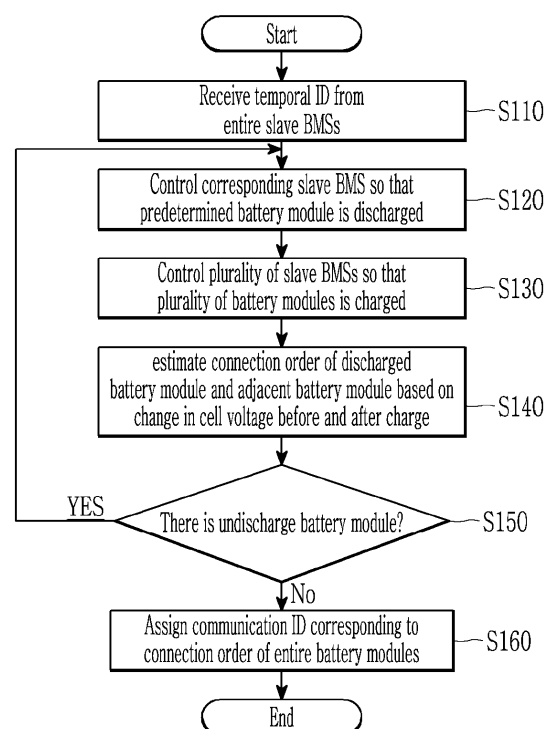 Start
Receive temporal ID from
entire slave BMSs
S110
Control corresponding slave BMS so that
predetermined battery module is discharged
S120
Control plurality of slave BMSs so that
plurality of battery modules is charged
S130
estimate connection order of discharged
battery module and adjacent battery module based on
change in cell voltage before and after charge
S140
YES
There is undischarge battery module?
S150
No
Assign communication ID corresponding to
connection order of entire battery modules
S160
End